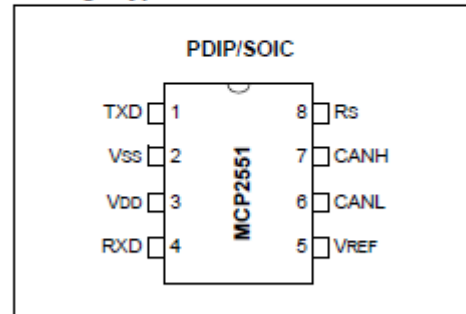 PDIP/SOIC
TXD 1 8 RS
VSS 2 7 CANH
VDD 3 6 CANL
RXD 4 5 VREF
MCP2551